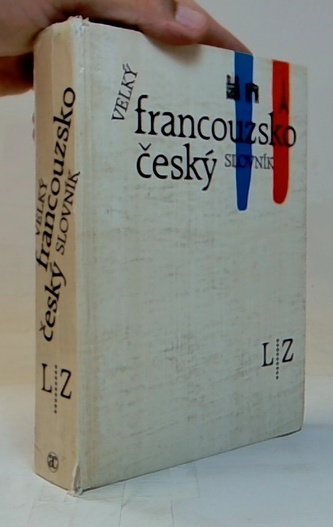 VELKÝ
francouzsko
český SLOVNÍK
L Z
VELKÝ
francouzsko
český SLOVNÍK
L Z